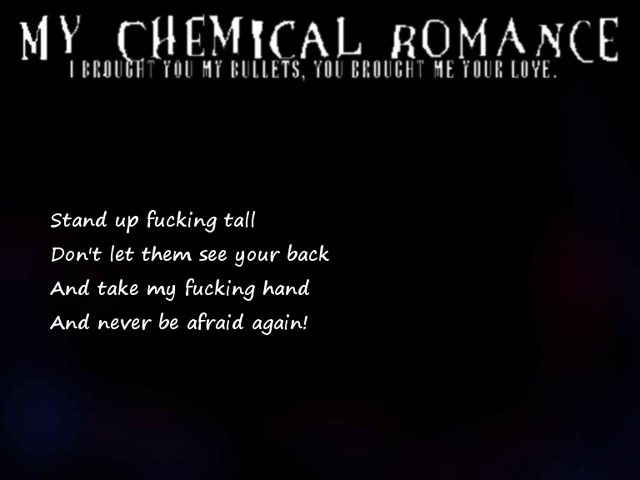 MY CHEMICAL ROMANCE
I BROUGHT YOU MY BULLETS, YOU BROUGHT ME YOUR LOVE.
Stand up fucking tall
Don't let them see your back
And take my fucking hand
And never be afraid again!